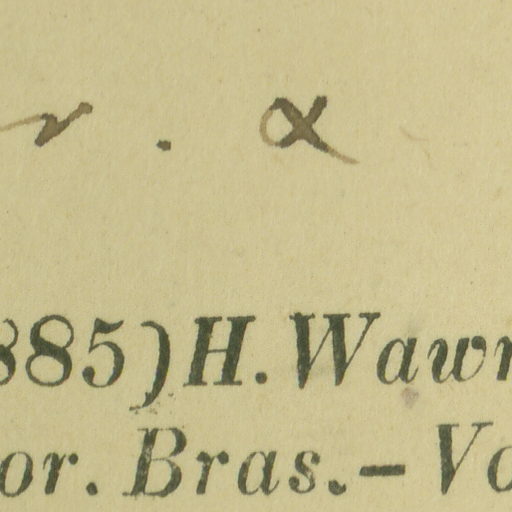 r. α
885) H. Wawr
or. Bras. – Vo